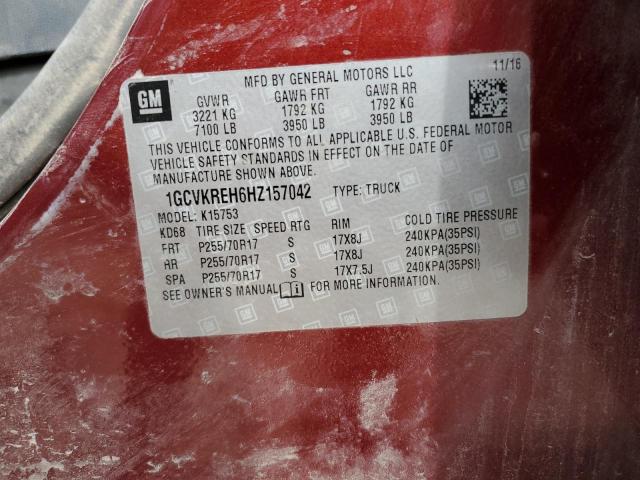 MFD BY GENERAL MOTORS LLC 11/16
GM GVWR GAWR FRT GAWR RR
3221 KG 1792 KG 1792 KG
7100 LB 3950 LB 3950 LB
THIS VEHICLE CONFORMS TO ALL APPLICABLE U.S. FEDERAL MOTOR
VEHICLE SAFETY STANDARDS IN EFFECT ON THE DATE OF
MANUFACTURE SHOWN ABOVE.
1GCVKREH6HZ157042 TYPE: TRUCK
MODEL: K15753
KD68 TIRE SIZE SPEED RTG RIM COLD TIRE PRESSURE
FRT P255/70R17 S 17X8J 240KPA(35PSI)
RR P255/70R17 S 17X8J 240KPA(35PSI)
SPA P255/70R17 S 17X7.5J 240KPA(35PSI)
SEE OWNER'S MANUAL FOR MORE INFORMATION.